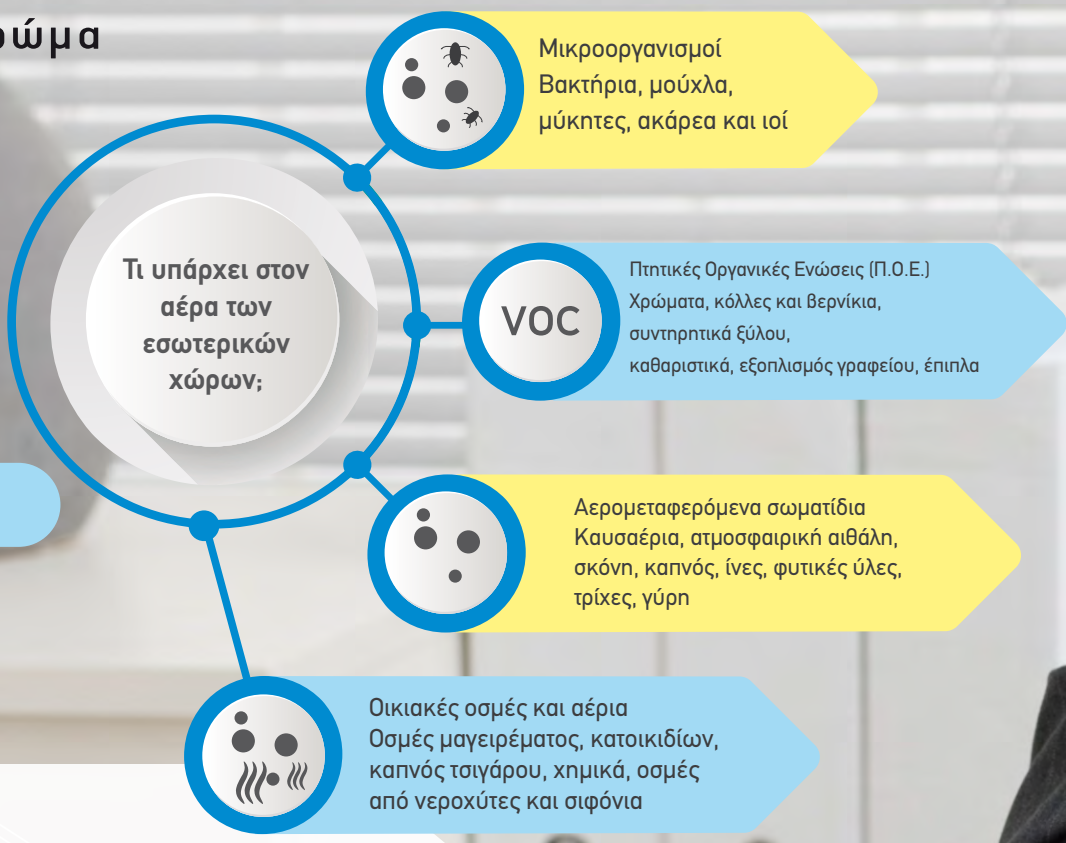 Μικροοργανισμοί
Βακτήρια, μούχλα,
μύκητες, ακάρεα και ιοί
Τι υπάρχει στον
αέρα των
εσωτερικών
χώρων;
VOC
Πτητικές Οργανικές Ενώσεις (Π.Ο.Ε.)
Χρώματα, κόλλες και βερνίκια,
συντηρητικά ξύλου,
καθαριστικά, εξοπλισμός γραφείου, έπιπλα
Αερομεταφερόμενα σωματίδια
Καυσαέρια, ατμοσφαιρική αιθάλη,
σκόνη, καπνός, ίνες, φυτικές ύλες,
τρίχες, γύρη
Οικιακές οσμές και αέρια
Οσμές μαγειρέματος, κατοικιδίων,
καπνός τσιγάρου, χημικά, οσμές
από νεροχύτες και σιφόνια